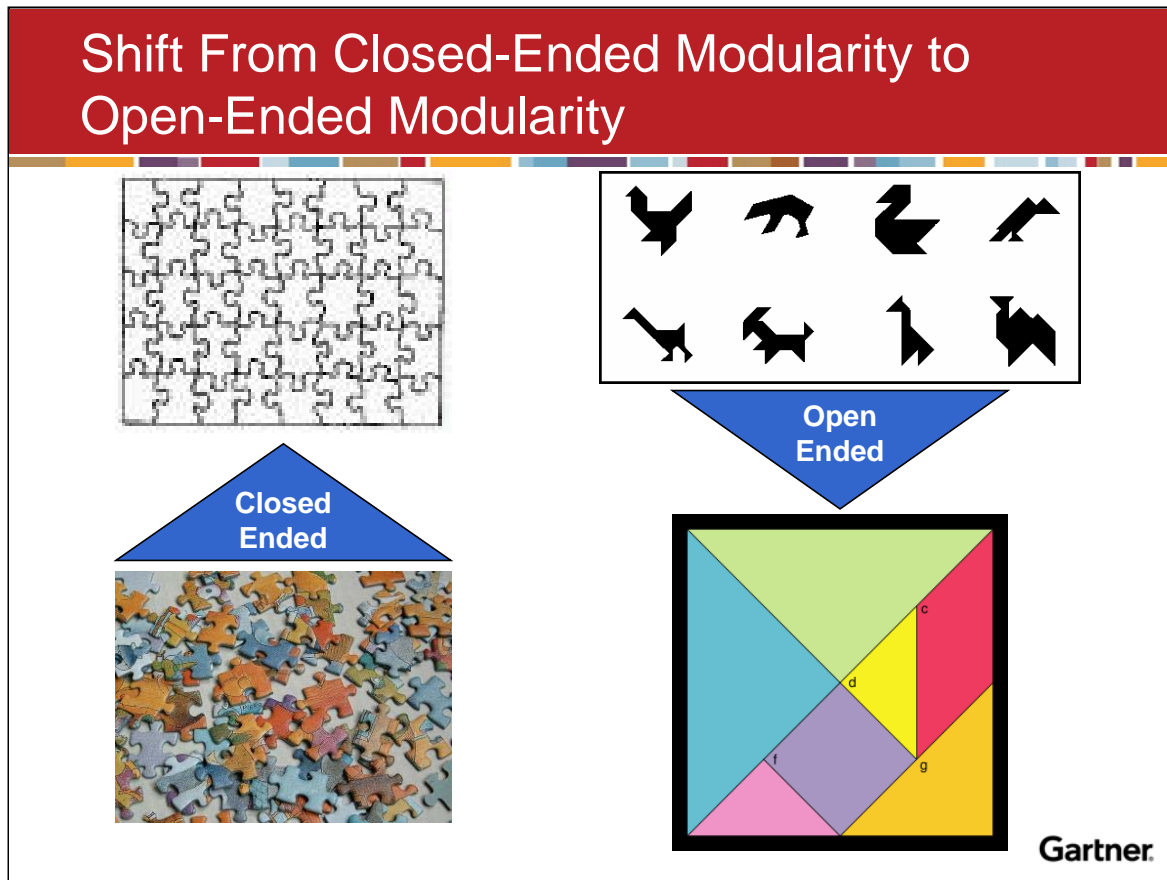 Shift From Closed-Ended Modularity to
Open-Ended Modularity
Closed
Ended
Open
Ended
c
d
f
g
Gartner.